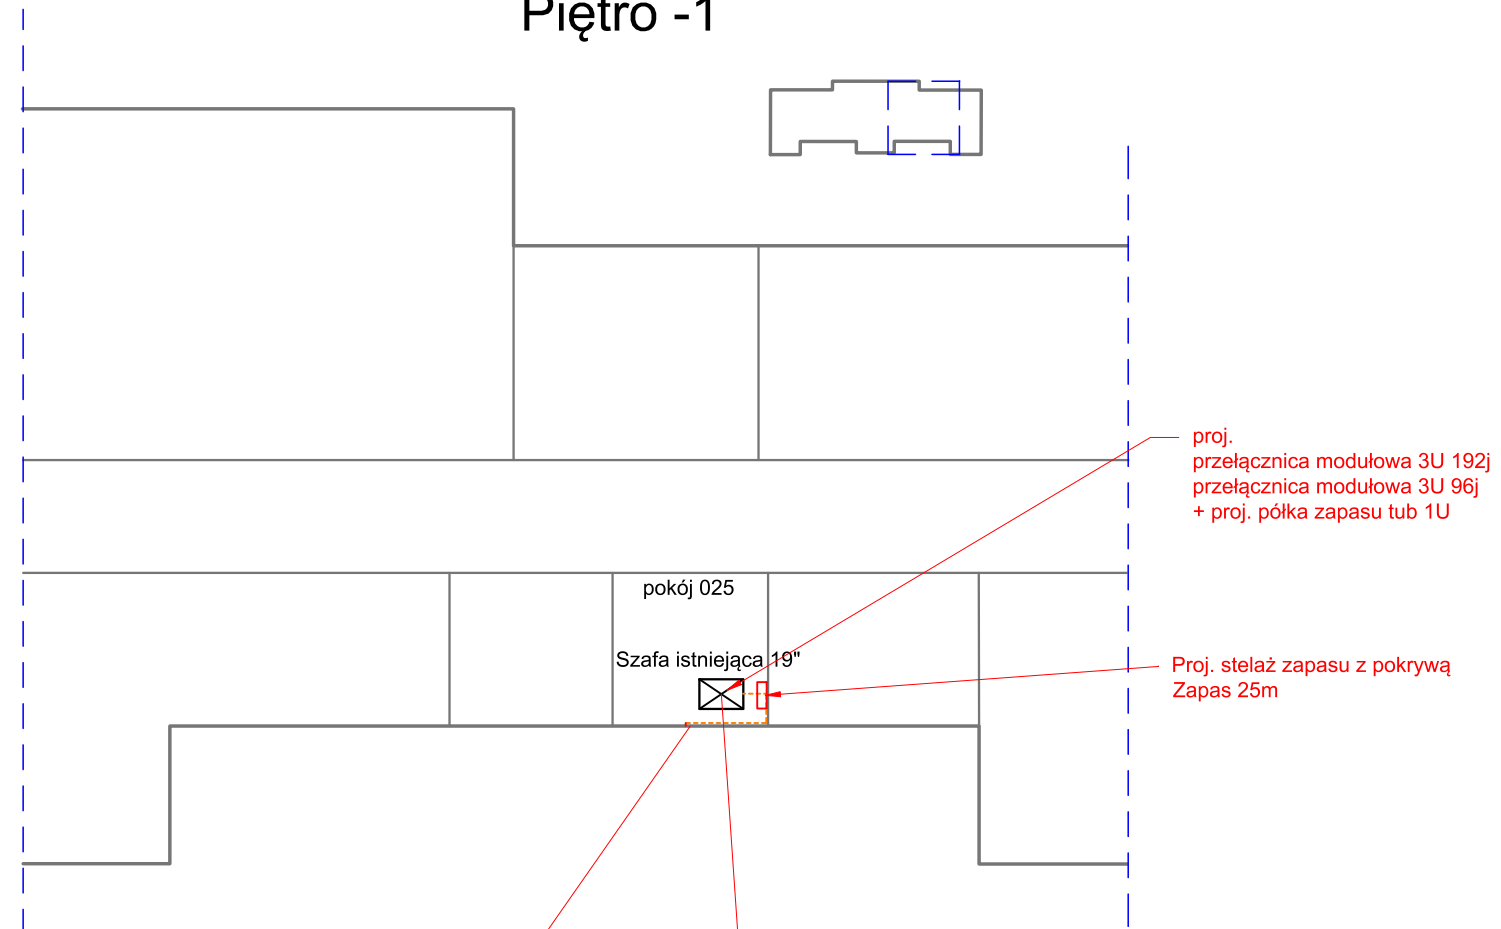 Piętro -1
proj.
przełącznica modułowa 3U 192j
przełącznica modułowa 3U 96j
+ proj. półka zapasu tub 1U
pokój 025
Szafa istniejąca 19"
Proj. stelaż zapasu z pokrywą
Zapas 25m